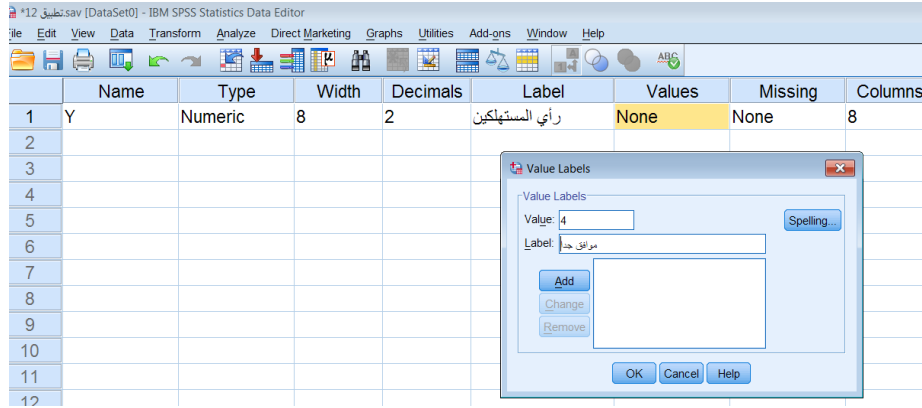 *تطبيق 12.sav [DataSet0] - IBM SPSS Statistics Data Editor
File Edit View Data Transform Analyze Direct Marketing Graphs Utilities Add-ons Window Help
Name Type Width Decimals Label Values Missing Columns
1 Y Numeric 8 2 رأي المستهلكين None None 8
2
3
4
5
6
7
8
9
10
11
12
Value Labels
Value Labels
Value: 4
Spelling...
Label: موافق جدا
Add
Change
Remove
OK Cancel Help